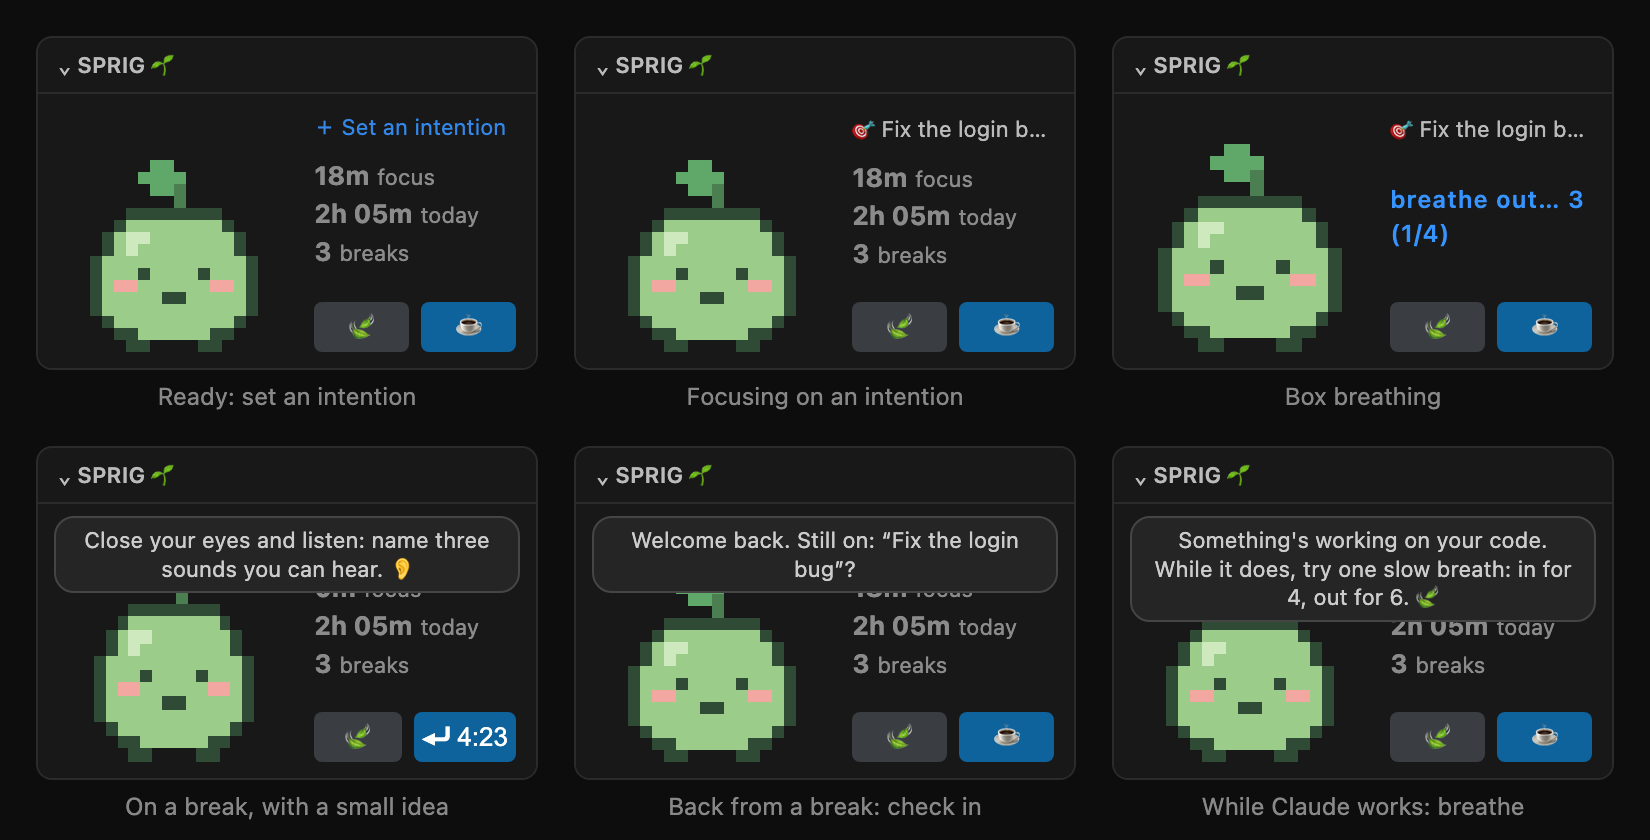 SPRIG
SPRIG
SPRIG
+ Set an intention
18m focus
2h 05m today
3 breaks
Fix the login b...
18m focus
2h 05m today
3 breaks
Fix the login b...
breathe out... 3
(1/4)
Ready: set an intention
Focusing on an intention
Box breathing
SPRIG
SPRIG
SPRIG
Close your eyes and listen: name three
sounds you can hear.
2h 05m today
3 breaks
4:23
Welcome back. Still on: “Fix the login
bug”?
2h 05m today
3 breaks
Something's working on your code.
While it does, try one slow breath: in for
4, out for 6.
2h 05m today
3 breaks
On a break, with a small idea
Back from a break: check in
While Claude works: breathe